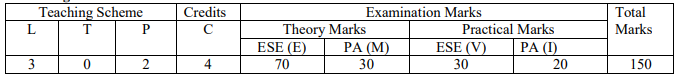 Teaching Scheme Credits Examination Marks Total
L T P C Theory Marks Practical Marks Marks
ESE (E) PA (M) ESE (V) PA (I)
3 0 2 4 70 30 30 20 150